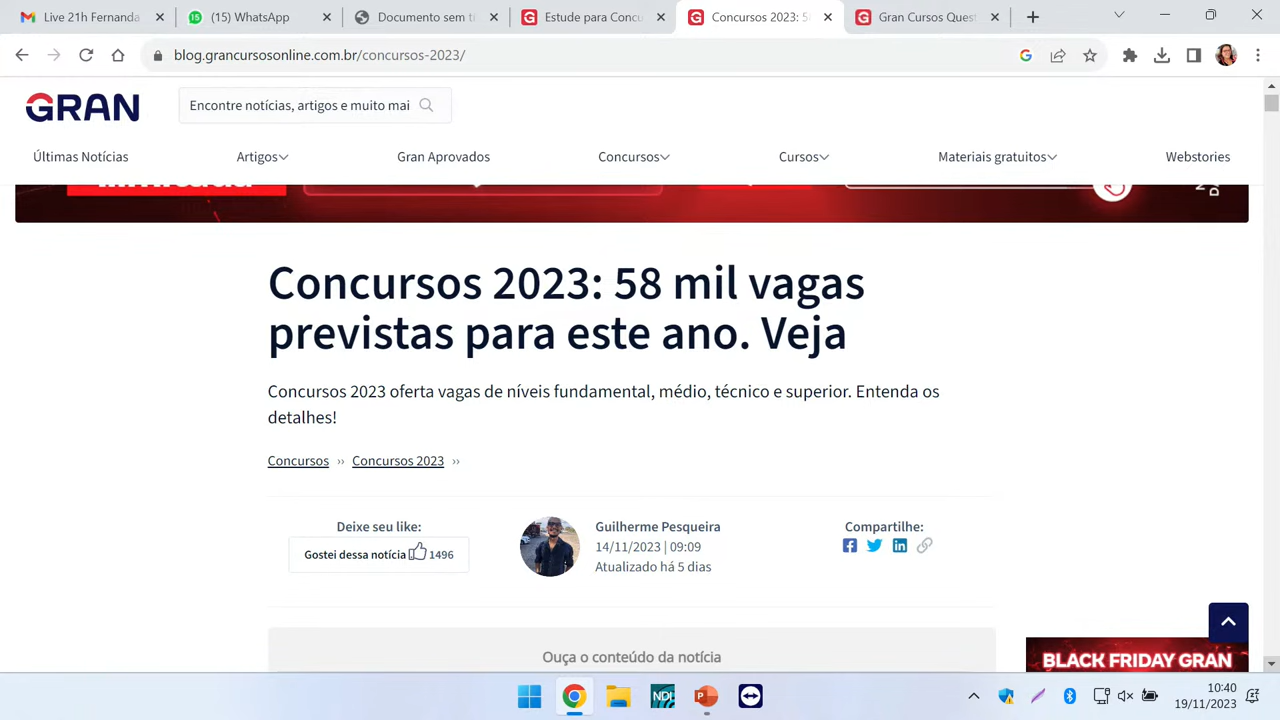 Live 21h Fernanda
(15) WhatsApp
Documento sem tí
Estude para Concu
Concursos 2023: 5
Gran Cursos Quest
blog.grancursosonline.com.br/concursos-2023/
GRAN
Encontre notícias, artigos e muito mai
Últimas Notícias
Artigos
Gran Aprovados
Concursos
Cursos
Materiais gratuitos
Webstories
Concursos 2023: 58 mil vagas
previstas para este ano. Veja
Concursos 2023 oferta vagas de níveis fundamental, médio, técnico e superior. Entenda os
detalhes!
Concursos ›› Concursos 2023 ››
Deixe seu like:
Gostei dessa notícia 1496
Guilherme Pesqueira
14/11/2023 | 09:09
Atualizado há 5 dias
Compartilhe:
Ouça o conteúdo da notícia
BLACK FRIDAY GRAN
NDI
10:40
19/11/2023